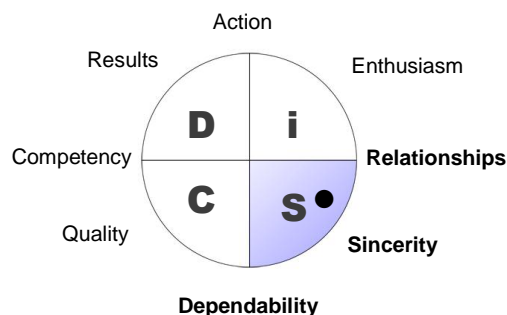 Action
Results
Enthusiasm
D
i
Competency
Relationships
C
S
Quality
Sincerity
Dependability